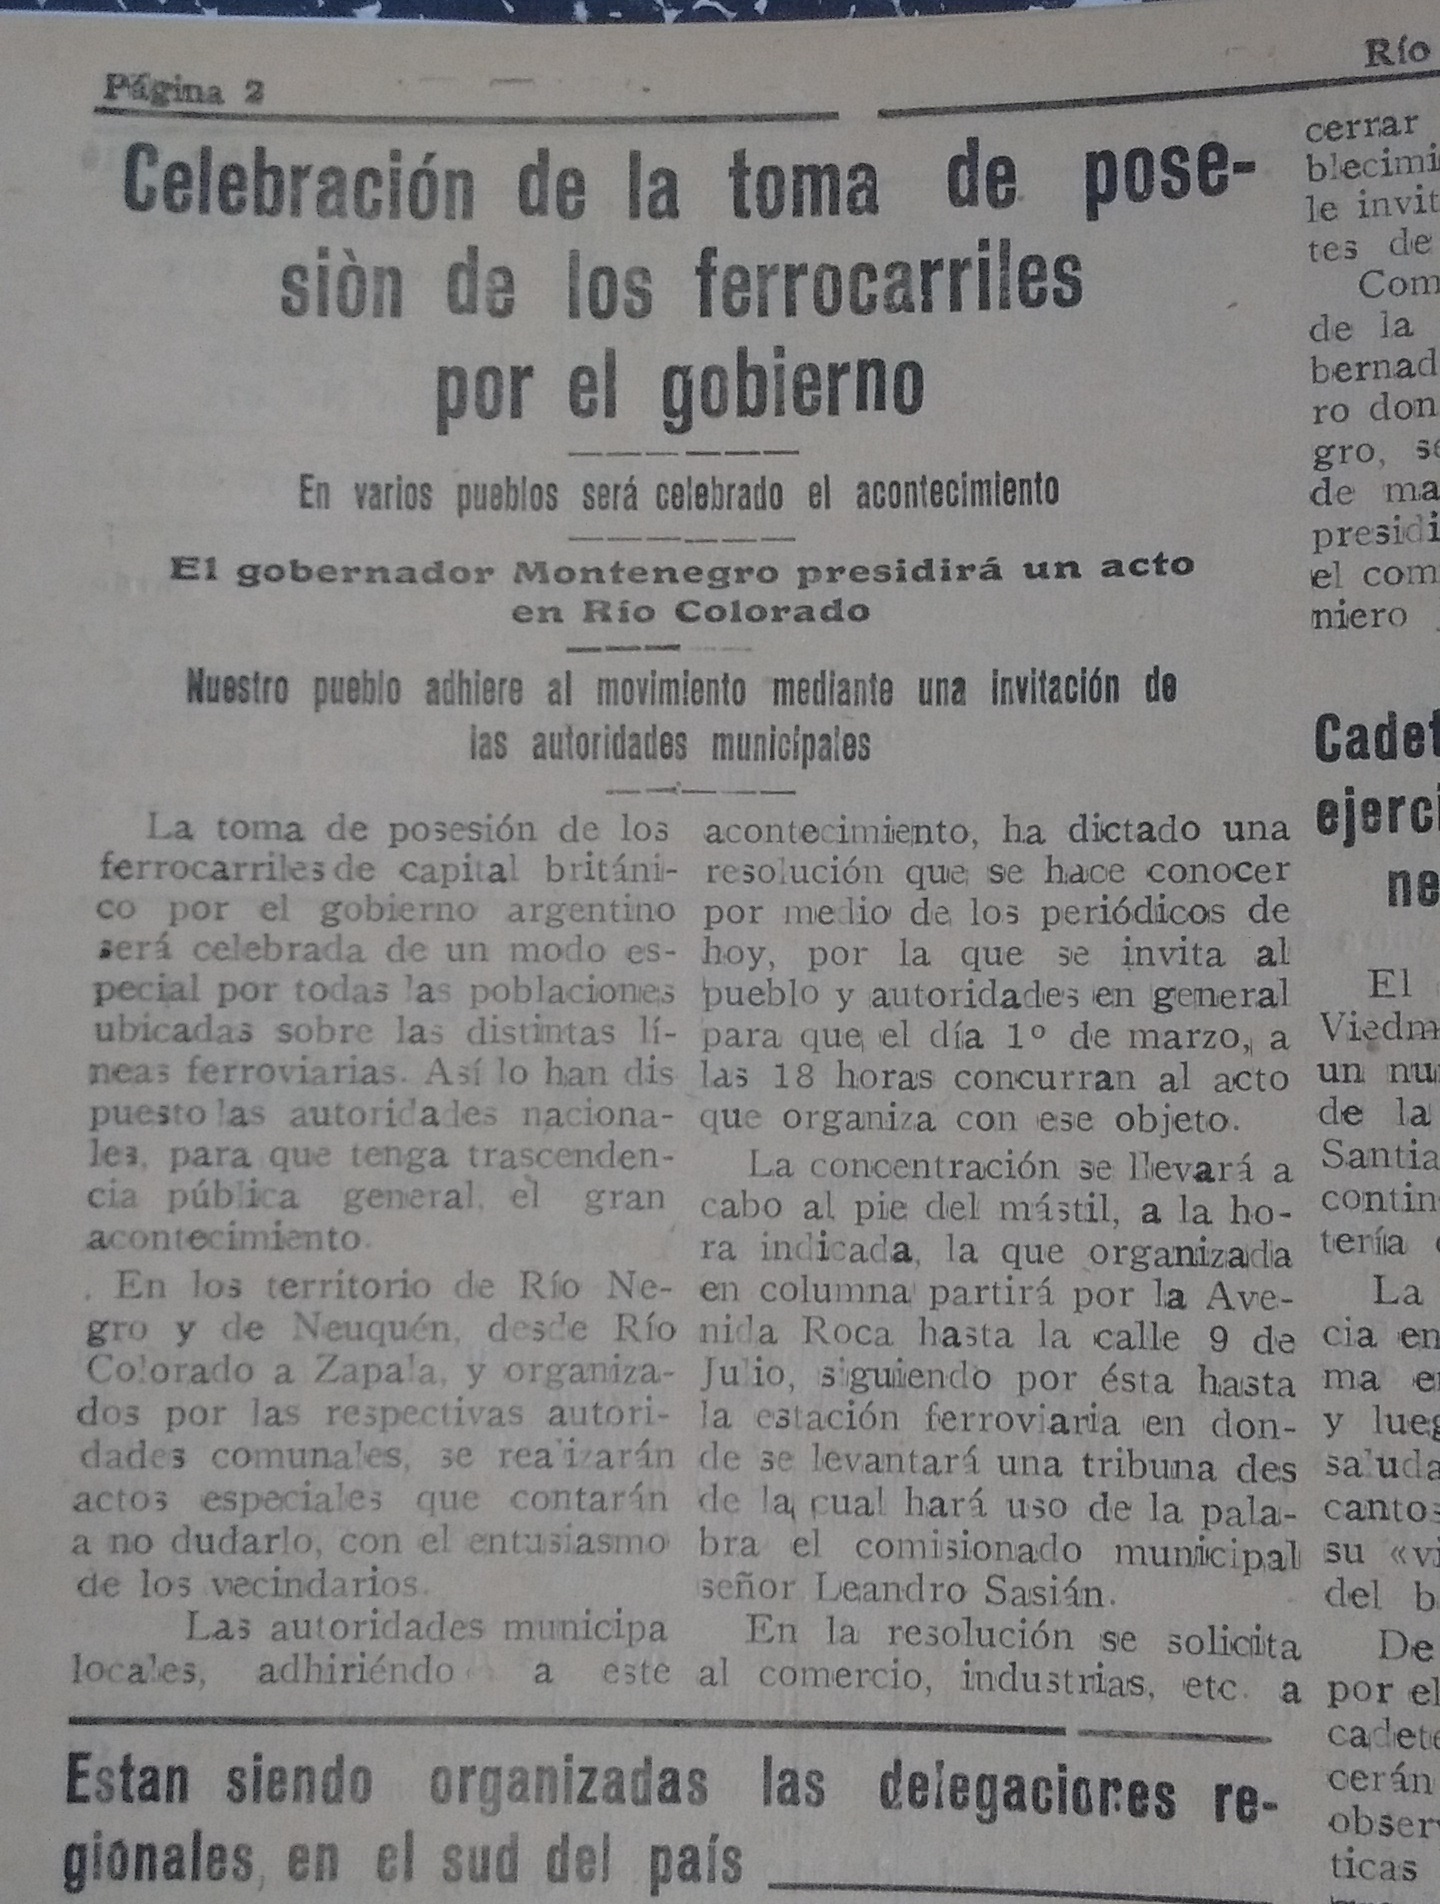 Página 2
Río
Celebración de la toma de pose-
siòn de los ferrocarriles
por el gobierno
En varios pueblos será celebrado el acontecimiento
El gobernador Montenegro presidirá un acto
en Río Colorado
Nuestro pueblo adhiere al movimiento mediante una invitación de
las autoridades municipales
La toma de posesión de los
ferrocarriles de capital británi-
co por el gobierno argentino
será celebrada de un modo es-
pecial por todas las poblaciones
ubicadas sobre las distintas lí-
neas ferroviarias. Así lo han dis
puesto las autoridades naciona-
les, para que tenga trascenden-
cia pública general, el gran
acontecimiento.
En los territorio de Río Ne-
gro y de Neuquén, desde Río
Colorado a Zapala, y organiza-
dos por las respectivas autori-
dades comunales, se realizarán
actos especiales que contarán
a no dudarlo, con el entusiasmo
de los vecindarios.
Las autoridades municipa
locales, adhiriéndo a este
acontecimiento, ha dictado una
resolución que se hace conocer
por medio de los periódicos de
hoy, por la que se invita al
pueblo y autoridades en general
para que el día 1º de marzo, a
las 18 horas concurran al acto
que organiza con ese objeto.
La concentración se llevará a
cabo al pie del mástil, a la ho-
ra indicada, la que organizada
en columna partirá por la Ave-
nida Roca hasta la calle 9 de
Julio, siguiendo por ésta hasta
la estación ferroviaria en don-
de se levantará una tribuna des
de la cual hará uso de la pala-
bra el comisionado municipal
señor Leandro Sasián.
En la resolución se solicita
al comercio, industrias, etc. a
cerrar
blecimi
le invit
tes de
Com
de la
bernad
ro don
gro, se
de ma
presidi
el com
niero
Cadet
ejerci
ne
El
Viedm
un nu
de la
Santia
contin
tería
La
cia en
ma e
y lueg
saluda
cantos
su «vi
del b
De
por el
cadete
cerán
observ
ticas
Estan siendo organizadas las delegaciones re-
gionales, en el sud del país